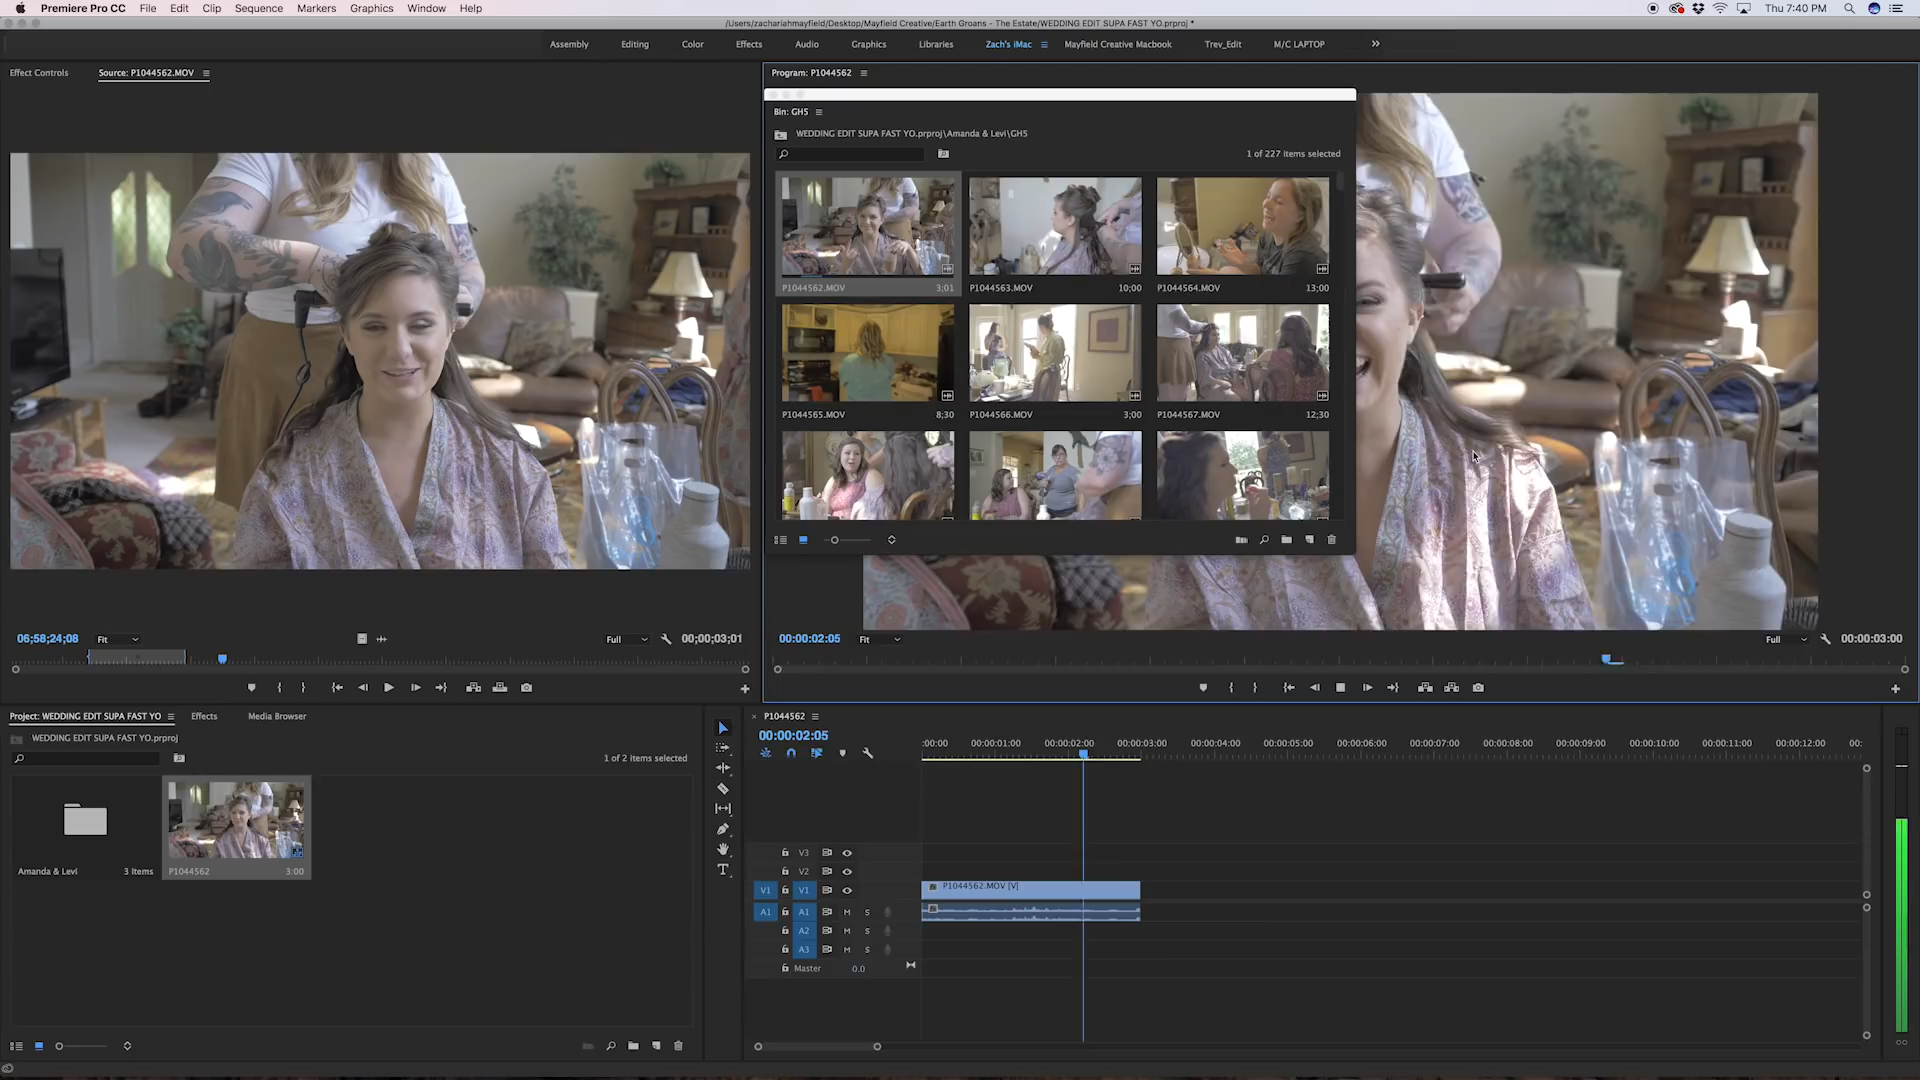 Premiere Pro CC File Edit Clip Sequence Markers Graphics Window Help Thu 7:40 PM
/Users/zachariahmayfield/Desktop/Mayfield Creative/Earth Groans - The Estate/WEDDING EDIT SUPA FAST YO.prproj *
Assembly Editing Color Effects Audio Graphics Libraries Zach's iMac Mayfield Creative Macbook Trev_Edit M/C LAPTOP
Effect Controls Source: P1044562.MOV Program: P1044562
Bin: GH5
WEDDING EDIT SUPA FAST YO.prproj\Amanda & Levi\GH5
1 of 227 items selected
P1044562.MOV 3;01 P1044563.MOV 10;00 P1044564.MOV 13;00
P1044565.MOV 8;30 P1044566.MOV 3;00 P1044567.MOV 12;30
06;58;24;08 Fit Full 00;00;03;01 00:00:02:05 Fit Full 00:00:03:00
Project: WEDDING EDIT SUPA FAST YO Effects Media Browser
WEDDING EDIT SUPA FAST YO.prproj
1 of 2 items selected
Amanda & Levi 3 Items P1044562 3:00
P1044562
00:00:02:05
:00:00 00:00:01:00 00:00:02:00 00:00:03:00 00:00:04:00 00:00:05:00 00:00:06:00 00:00:07:00 00:00:08:00 00:00:09:00 00:00:10:00 00:00:11:00 00:00:12:00 00:
V3
V2
V1 V1 P1044562.MOV [V]
A1 A1 M S
A2 M S
A3 M S
Master 0.0